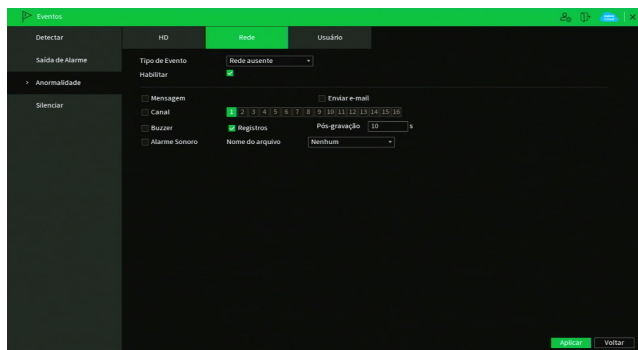 Eventos
Detectar
HD
Rede
Usuário
Saída de Alarme
Tipo de Evento
Rede ausente
Habilitar
Anormalidade
Silenciar
Mensagem
Enviar e-mail
Canal
1 2 3 4 5 6 7 8 9 10 11 12 13 14 15 16
Buzzer
Registros
Pós-gravação
10
s
Alarme Sonoro
Nome do arquivo
Nenhum
Aplicar
Voltar